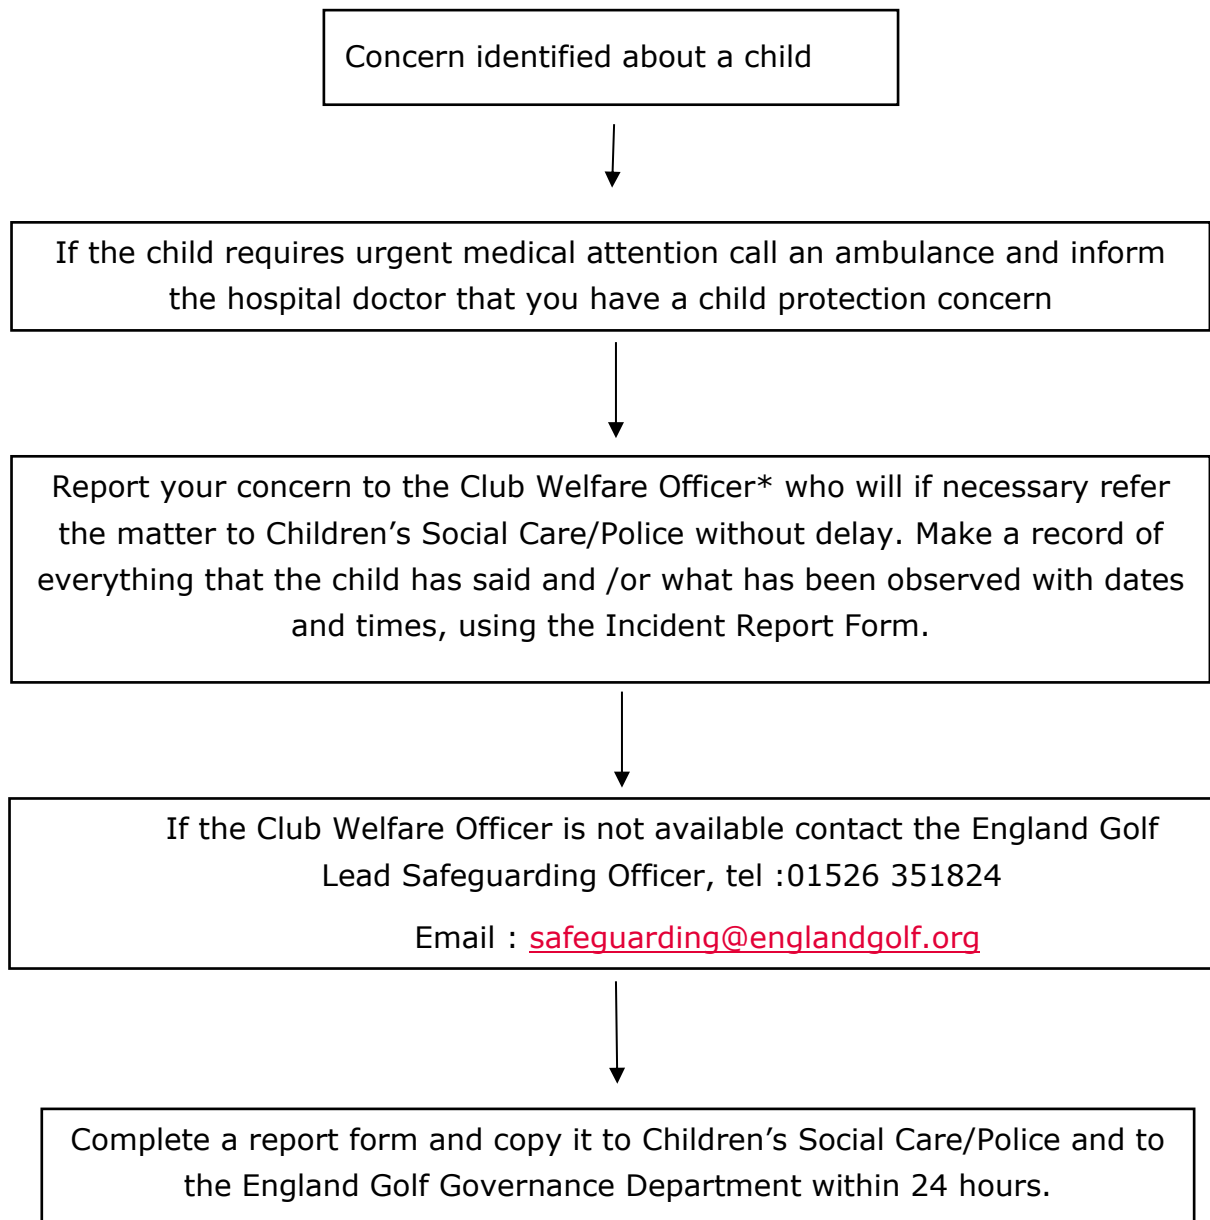 Concern identified about a child
If the child requires urgent medical attention call an ambulance and inform
the hospital doctor that you have a child protection concern
Report your concern to the Club Welfare Officer* who will if necessary refer
the matter to Children’s Social Care/Police without delay. Make a record of
everything that the child has said and /or what has been observed with dates
and times, using the Incident Report Form.
If the Club Welfare Officer is not available contact the England Golf
Lead Safeguarding Officer, tel :01526 351824
Email : safeguarding@englandgolf.org
Complete a report form and copy it to Children’s Social Care/Police and to
the England Golf Governance Department within 24 hours.